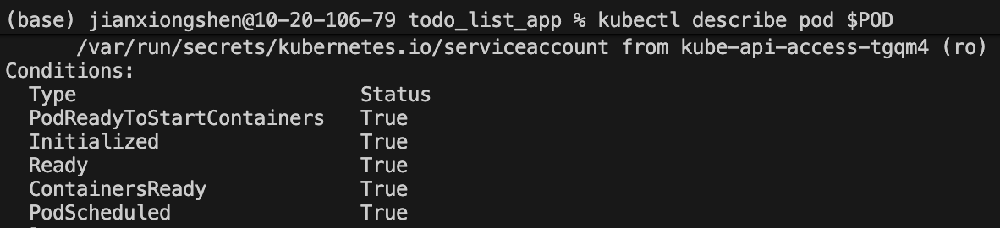 (base) jianxiongshen@10-20-106-79 todo_list_app % kubectl describe pod $POD
/var/run/secrets/kubernetes.io/serviceaccount from kube-api-access-tgqm4 (ro)
Conditions:
Type Status
PodReadyToStartContainers True
Initialized True
Ready True
ContainersReady True
PodScheduled True